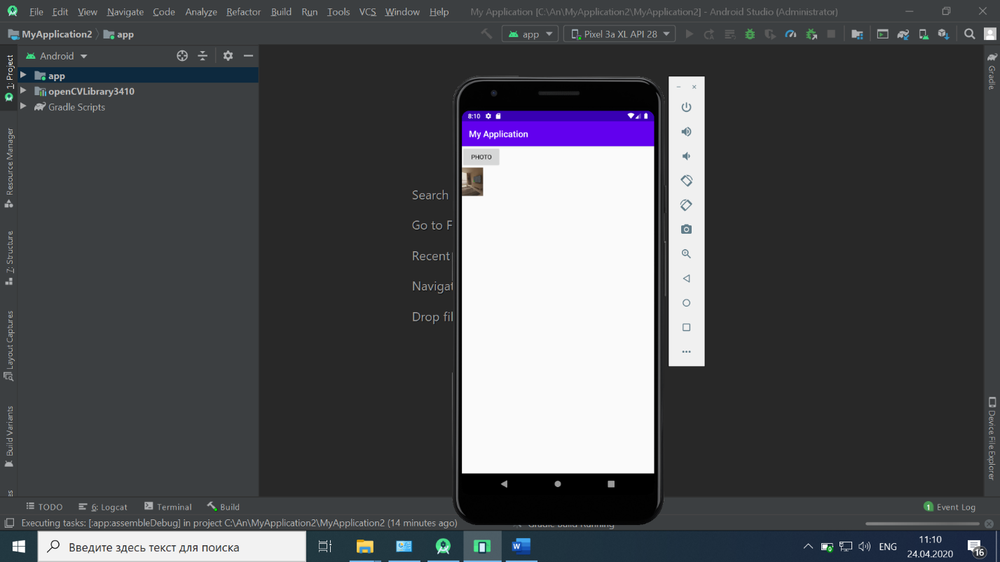 File Edit View Navigate Code Analyze Refactor Build Run Tools VCS Window Help My Application [C:\An\MyApplication2\MyApplication2] - Android Studio (Administrator)
MyApplication2 app app Pixel 3a XL API 28
1: Project
Android
app
openCVLibrary3410
Gradle Scripts
Resource Manager
7: Structure
Layout Captures
Build Variants
Search
Go to F
Recent
Navigat
Drop fil
8:10
My Application
PHOTO
Gradle
Device File Explorer
TODO 6: Logcat Terminal Build 1 Event Log
Executing tasks: [:app:assembleDebug] in project C:\An\MyApplication2\MyApplication2 (14 minutes ago) Gradle Build Running
Введите здесь текст для поиска
ENG
11:10
24.04.2020
16